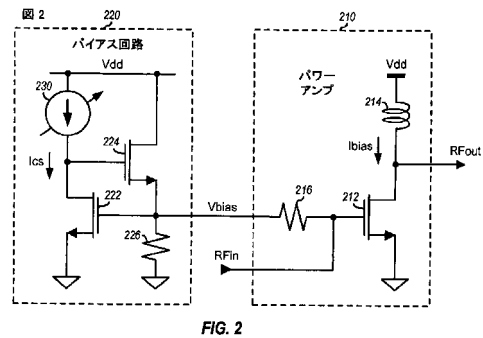 図 2
220
バイアス回路
Vdd
230
224
Ics
222
226
Vbias
210
パワー
アンプ
Vdd
214
Ibias
RFout
212
216
RFin
FIG. 2